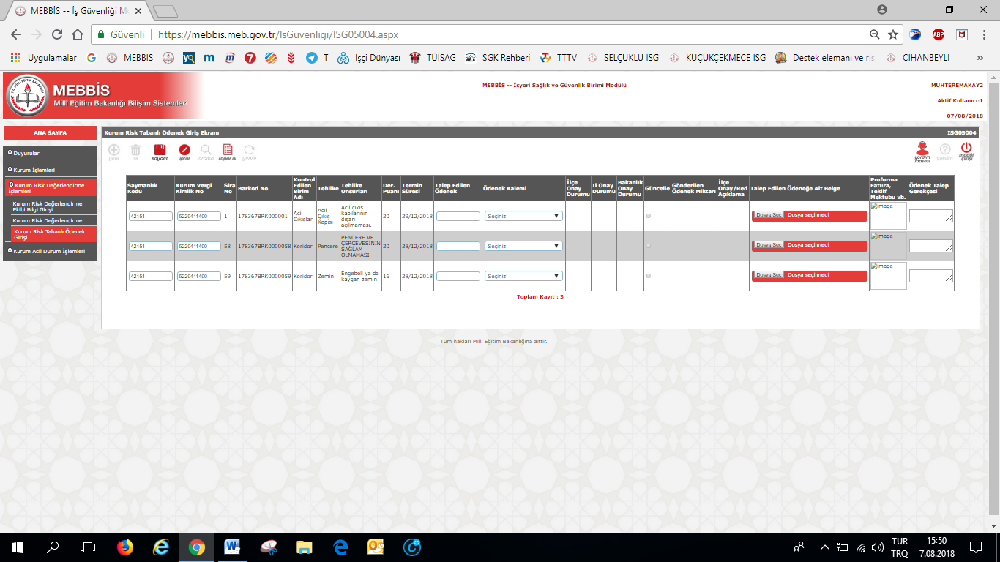 MEBBİS -- İş Güvenliği Mo
Güvenli
https://mebbis.meb.gov.tr/IsGuvenligi/ISG05004.aspx
ABP
Uygulamalar
MEBBİS
T
İşçi Dünyası
TÜİSAG
SGK Rehberi
TTTV
SELÇUKLU İSG
KÜÇÜKÇEKMECE İSG
Destek elemanı ve ris
CİHANBEYLİ
MEBBİS
Milli Eğitim Bakanlığı Bilişim Sistemleri
MEBBİS -- İşyeri Sağlık ve Güvenlik Birimi Modülü
MUHTEREMAKAY2
Aktif Kullanıcı:1
07/08/2018
ANA SAYFA
Duyurular
Kurum İşlemleri
Kurum Risk Değerlendirme
İşlemleri
Kurum Risk Değerlendirme
Ekibi Bilgi Girişi
Kurum Risk Değerlendirme
Kurum Risk Tabanlı Ödenek
Girişi
Kurum Acil Durum İşlemleri
Kurum Risk Tabanlı Ödenek Giriş Ekranı
ISG05004
yeni
sil
kaydet
iptal
arama
rapor al
yenile
yardım masası
yardım
modül çıkışı
Saymanlık Kodu
Kurum Vergi Kimlik No
Sira No
Barkod No
Kontrol Edilen Birim Adı
Tehlike
Tehlike Unsurları
Der. Puanı
Termin Süresi
Talep Edilen Ödenek
Ödenek Kalemi
İlçe Onay Durumu
Il Onay Durumu
Bakanlık Onay Durumu
Güncelle
Gönderilen Ödenek Miktarı
İlçe Onay/Red Açıklama
Talep Edilen Ödeneğe Ait Belge
Proforma Fatura, Teklif Mektubu vb.
Ödenek Talep Gerekçesi
42151
5220411400
1
178367BRK000001
Acil Çıkışlar
Acil Çıkış Kapısı
Acil çıkış kapılarının dışarı açılmaması.
20
29/12/2018
Seçiniz
Dosya Seç
Dosya seçilmedi
image
42151
5220411400
58
178367BRK0000058
Koridor
Pencere
PENCERE VE ÇERÇEVESİNİN SAĞLAM OLMAMASI
20
28/12/2018
Seçiniz
Dosya Seç
Dosya seçilmedi
image
42151
5220411400
59
178367BRK0000059
Koridor
Zemin
Engebeli ya da kaygan zemin
16
28/12/2018
Seçiniz
Dosya Seç
Dosya seçilmedi
image
Toplam Kayıt : 3
Tüm hakları Milli Eğitim Bakanlığına aittir.
TUR
TRQ
15:50
7.08.2018